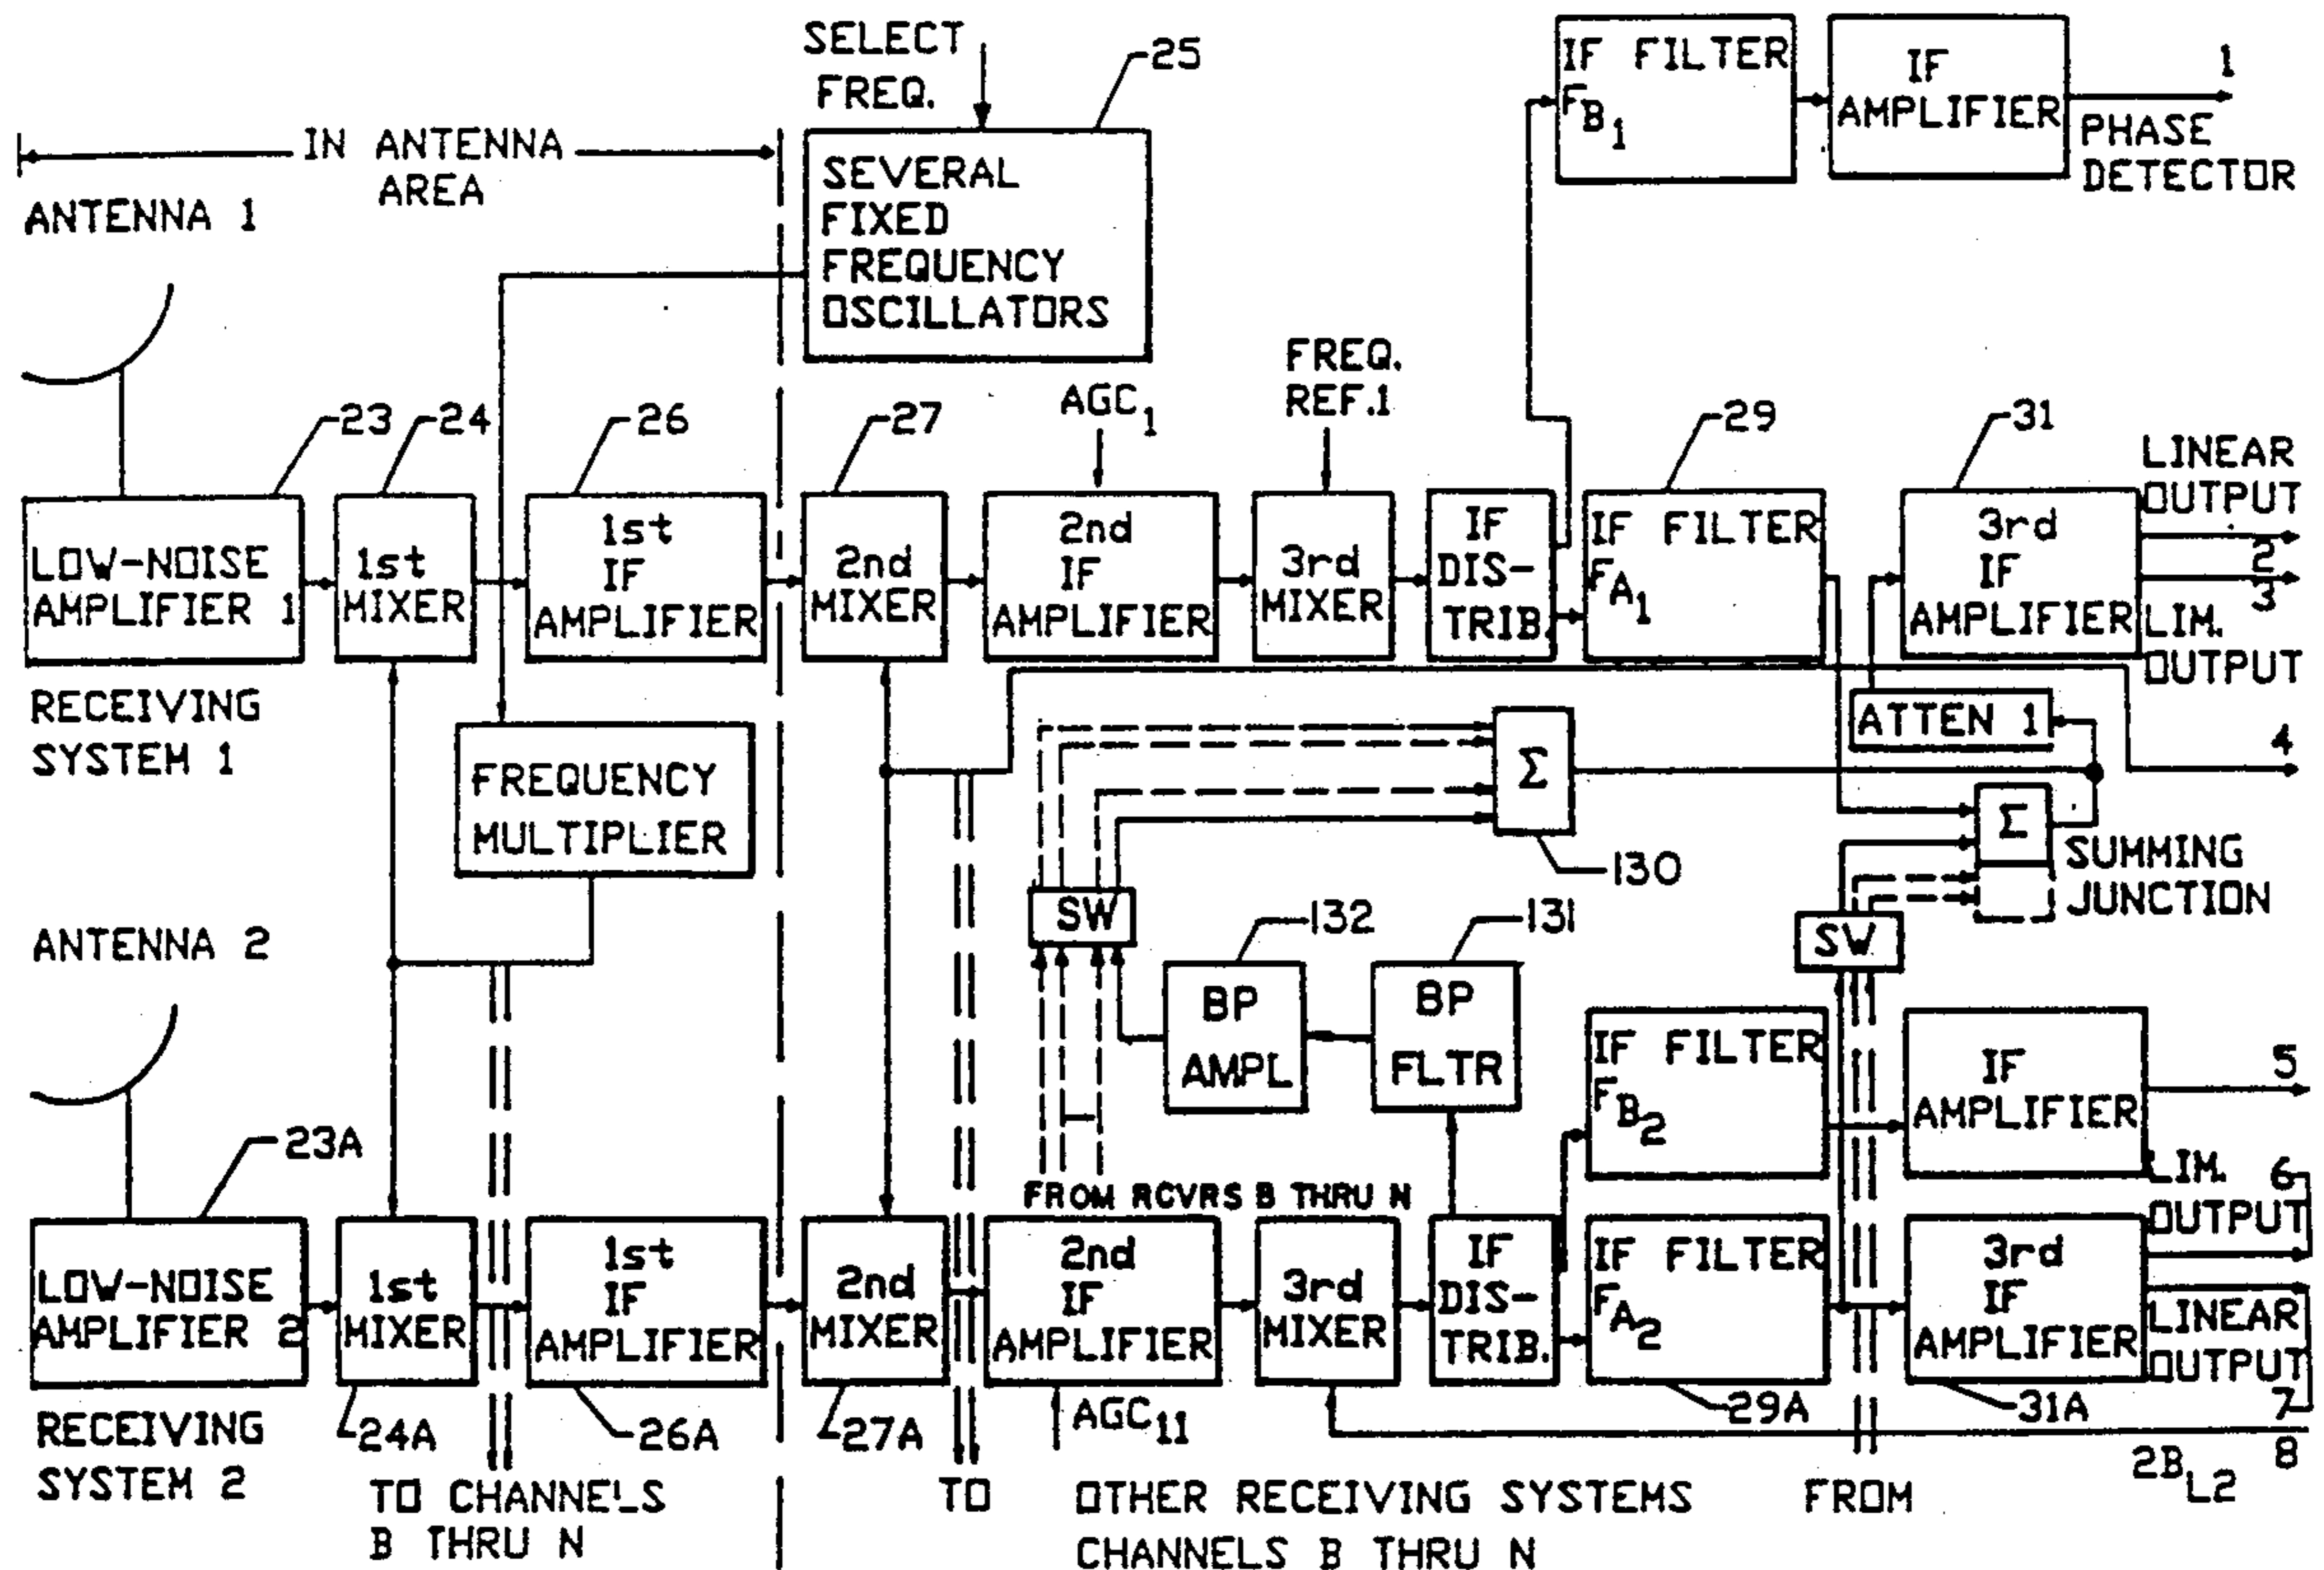 SELECT
FREQ.
25
IN ANTENNA
AREA
ANTENNA 1
SEVERAL
FIXED
FREQUENCY
OSCILLATORS
IF FILTER
FB1
IF
AMPLIFIER
1
PHASE
DETECTOR
23
24
26
27
AGC1
FREQ.
REF.1
29
31
LINEAR
OUTPUT
2
3
LIM.
OUTPUT
LOW-NOISE
AMPLIFIER 1
1st
MIXER
1st
IF
AMPLIFIER
2nd
MIXER
2nd
IF
AMPLIFIER
3rd
MIXER
IF
DIS-
TRIB.
IF FILTER
FA1
3rd
IF
AMPLIFIER
RECEIVING
SYSTEM 1
FREQUENCY
MULTIPLIER
Σ
130
ATTEN 1
4
Σ
SUMMING
JUNCTION
SW
SW
ANTENNA 2
132
131
BP
AMPL
BP
FLTR
IF FILTER
FB2
IF
AMPLIFIER
5
23A
FROM RCVRS B THRU N
LIM.
OUTPUT
6
LOW-NOISE
AMPLIFIER 2
1st
MIXER
1st
IF
AMPLIFIER
2nd
MIXER
2nd
IF
AMPLIFIER
3rd
MIXER
IF
DIS-
TRIB.
IF FILTER
FA2
3rd
IF
AMPLIFIER
LINEAR
OUTPUT
7
RECEIVING
SYSTEM 2
24A
26A
27A
AGC11
29A
31A
8
2BL2
TO CHANNELS
B THRU N
TO
OTHER RECEIVING SYSTEMS
CHANNELS B THRU N
FROM